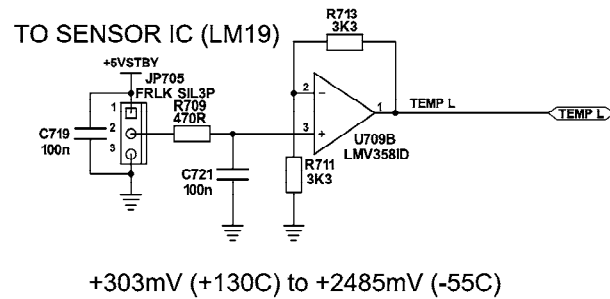 TO SENSOR IC (LM19)
R713
3K3
+5VSTBY
JP705
FRLK SIL3P
R709
470R
1
2
3
C719
100n
C721
100n
2
3
1
U709B
LMV358ID
R711
3K3
TEMP L
TEMP L
+303mV (+130C) to +2485mV (-55C)